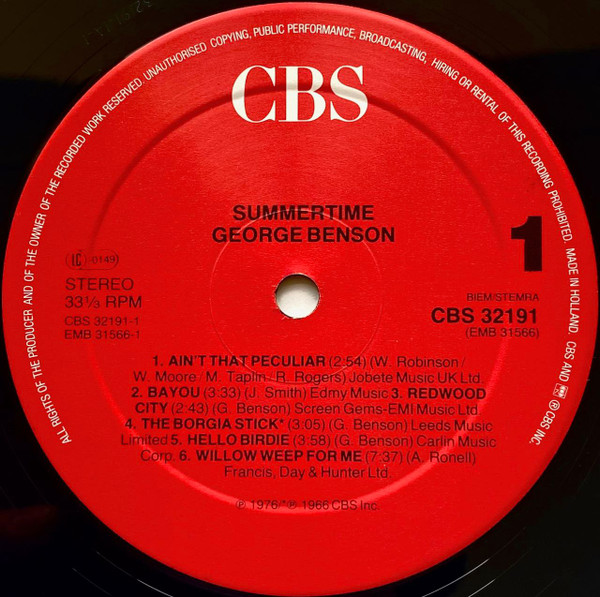 ALL RIGHTS OF THE PRODUCER AND OF THE OWNER OF THE RECORDED WORK RESERVED. UNAUTHORISED COPYING, PUBLIC PERFORMANCE, BROADCASTING, HIRING OR RENTAL OF THIS RECORDING PROHIBITED. MADE IN HOLLAND. CBS AND ℗ CBS INC.
CBS
SUMMERTIME
GEORGE BENSON
1
LC 0149
STEREO
33⅓ RPM
CBS 32191-1
EMB 31566-1
BIEM/STEMRA
CBS 32191
(EMB 31566)
1. AIN'T THAT PECULIAR (2:54) (W. Robinson/
W. Moore/M. Taplin/R. Rogers) Jobete Music UK Ltd.
2. BAYOU (3:33) (J. Smith) Edmy Music 3. REDWOOD
CITY (2:43) (G. Benson) Screen Gems-EMI Music Ltd.
4. THE BORGIA STICK* (3:05) (G. Benson) Leeds Music
Limited 5. HELLO BIRDIE (3:58) (G. Benson) Carlin Music
Corp. 6. WILLOW WEEP FOR ME (7:37) (A. Ronell)
Francis, Day & Hunter Ltd.
℗ 1976/*℗ 1966 CBS Inc.